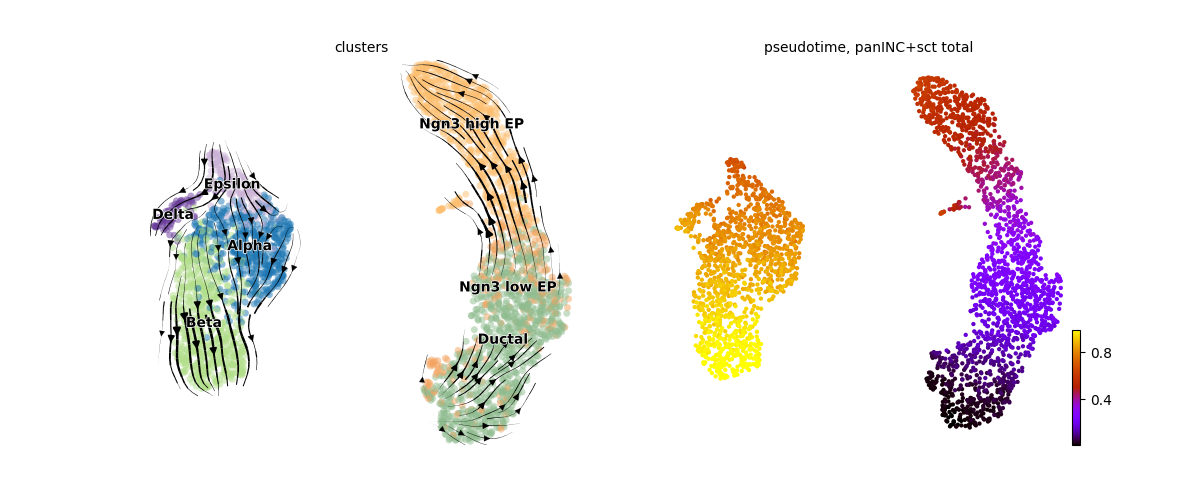 clusters
pseudotime, panINC+sct total
Ngn3 high EP
Epsilon
Delta
Alpha
Ngn3 low EP
Beta
Ductal
0.8
0.4